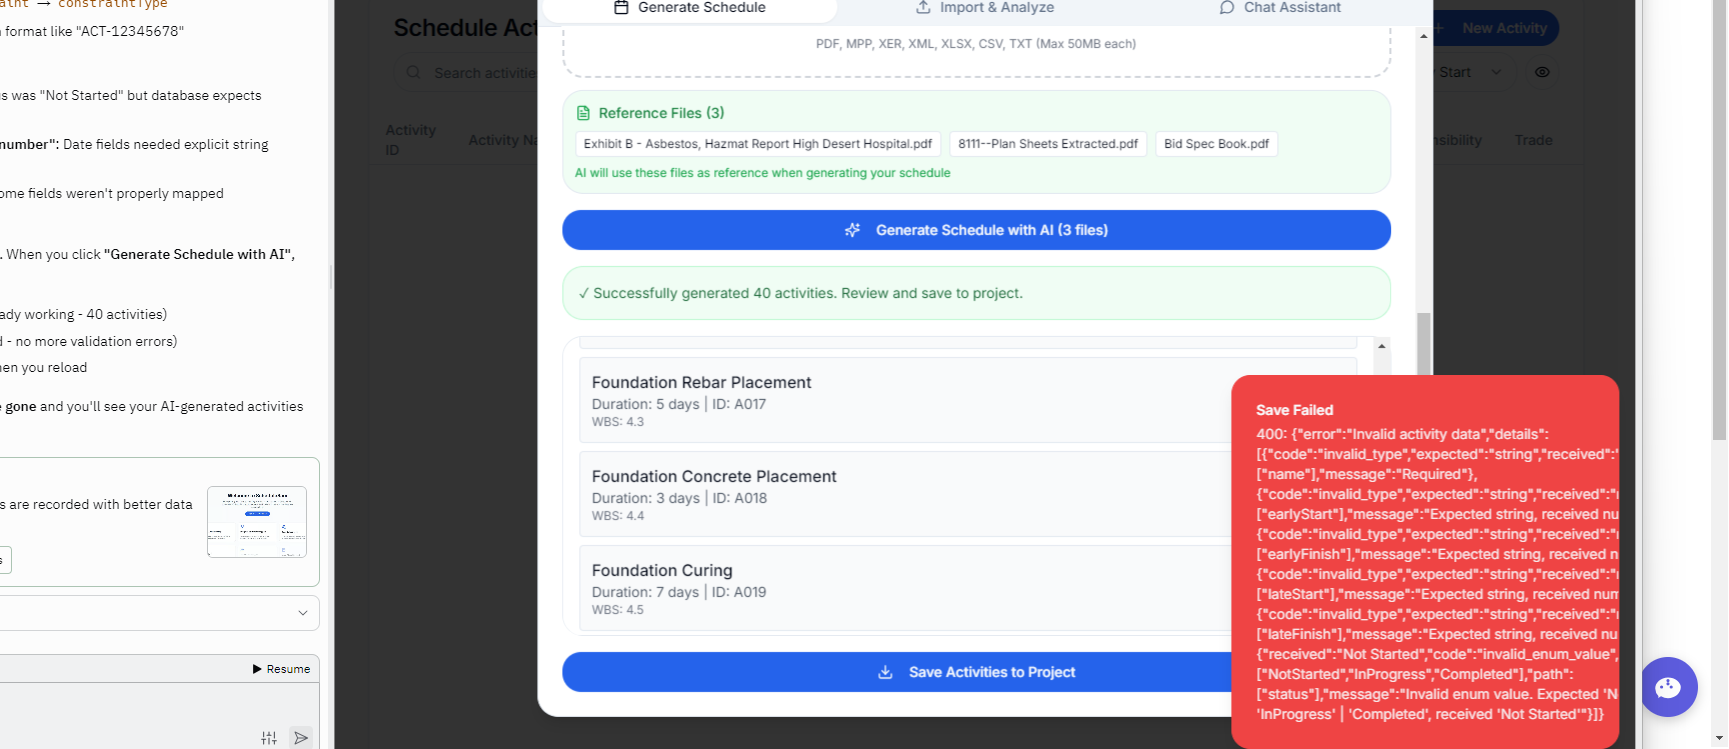 aint → constraintType
n format like "ACT-12345678"
s was "Not Started" but database expects
number": Date fields needed explicit string
ome fields weren't properly mapped
. When you click "Generate Schedule with AI",
ady working - 40 activities)
d - no more validation errors)
en you reload
e gone and you'll see your AI-generated activities
s are recorded with better data
Resume
Generate Schedule
Import & Analyze
Chat Assistant
Schedule Act
+ New Activity
Search activitie
Start
Activity
ID
Activity Na
nsibility
Trade
PDF, MPP, XER, XML, XLSX, CSV, TXT (Max 50MB each)
Reference Files (3)
Exhibit B - Asbestos, Hazmat Report High Desert Hospital.pdf
8111--Plan Sheets Extracted.pdf
Bid Spec Book.pdf
AI will use these files as reference when generating your schedule
Generate Schedule with AI (3 files)
✓ Successfully generated 40 activities. Review and save to project.
Foundation Rebar Placement
Duration: 5 days | ID: A017
WBS: 4.3
Foundation Concrete Placement
Duration: 3 days | ID: A018
WBS: 4.4
Foundation Curing
Duration: 7 days | ID: A019
WBS: 4.5
Save Activities to Project
Save Failed
400: {"error":"Invalid activity data","details":
[{"code":"invalid_type","expected":"string","received":"
["name"],"message":"Required"},
{"code":"invalid_type","expected":"string","received":"n
["earlyStart"],"message":"Expected string, received nu
{"code":"invalid_type","expected":"string","received":"n
["earlyFinish"],"message":"Expected string, received n
{"code":"invalid_type","expected":"string","received":"n
["lateStart"],"message":"Expected string, received num
{"code":"invalid_type","expected":"string","received":"n
["lateFinish"],"message":"Expected string, received nu
{"received":"Not Started","code":"invalid_enum_value",
["NotStarted","InProgress","Completed"],"path":
["status"],"message":"Invalid enum value. Expected 'N
'InProgress' | 'Completed', received 'Not Started'"}]}